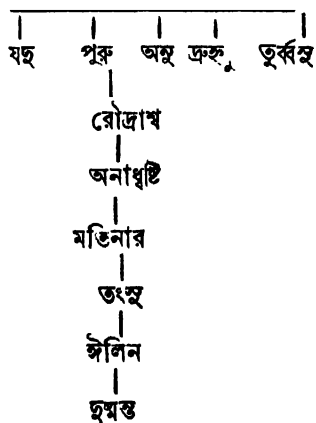 যদু পুরু অনু দ্রুহ্যু তুর্ব্বসু
রৌদ্রাশ্ব
অনাধৃষ্টি
মতিনার
তংসু
ঈলিন
দুষ্মন্ত